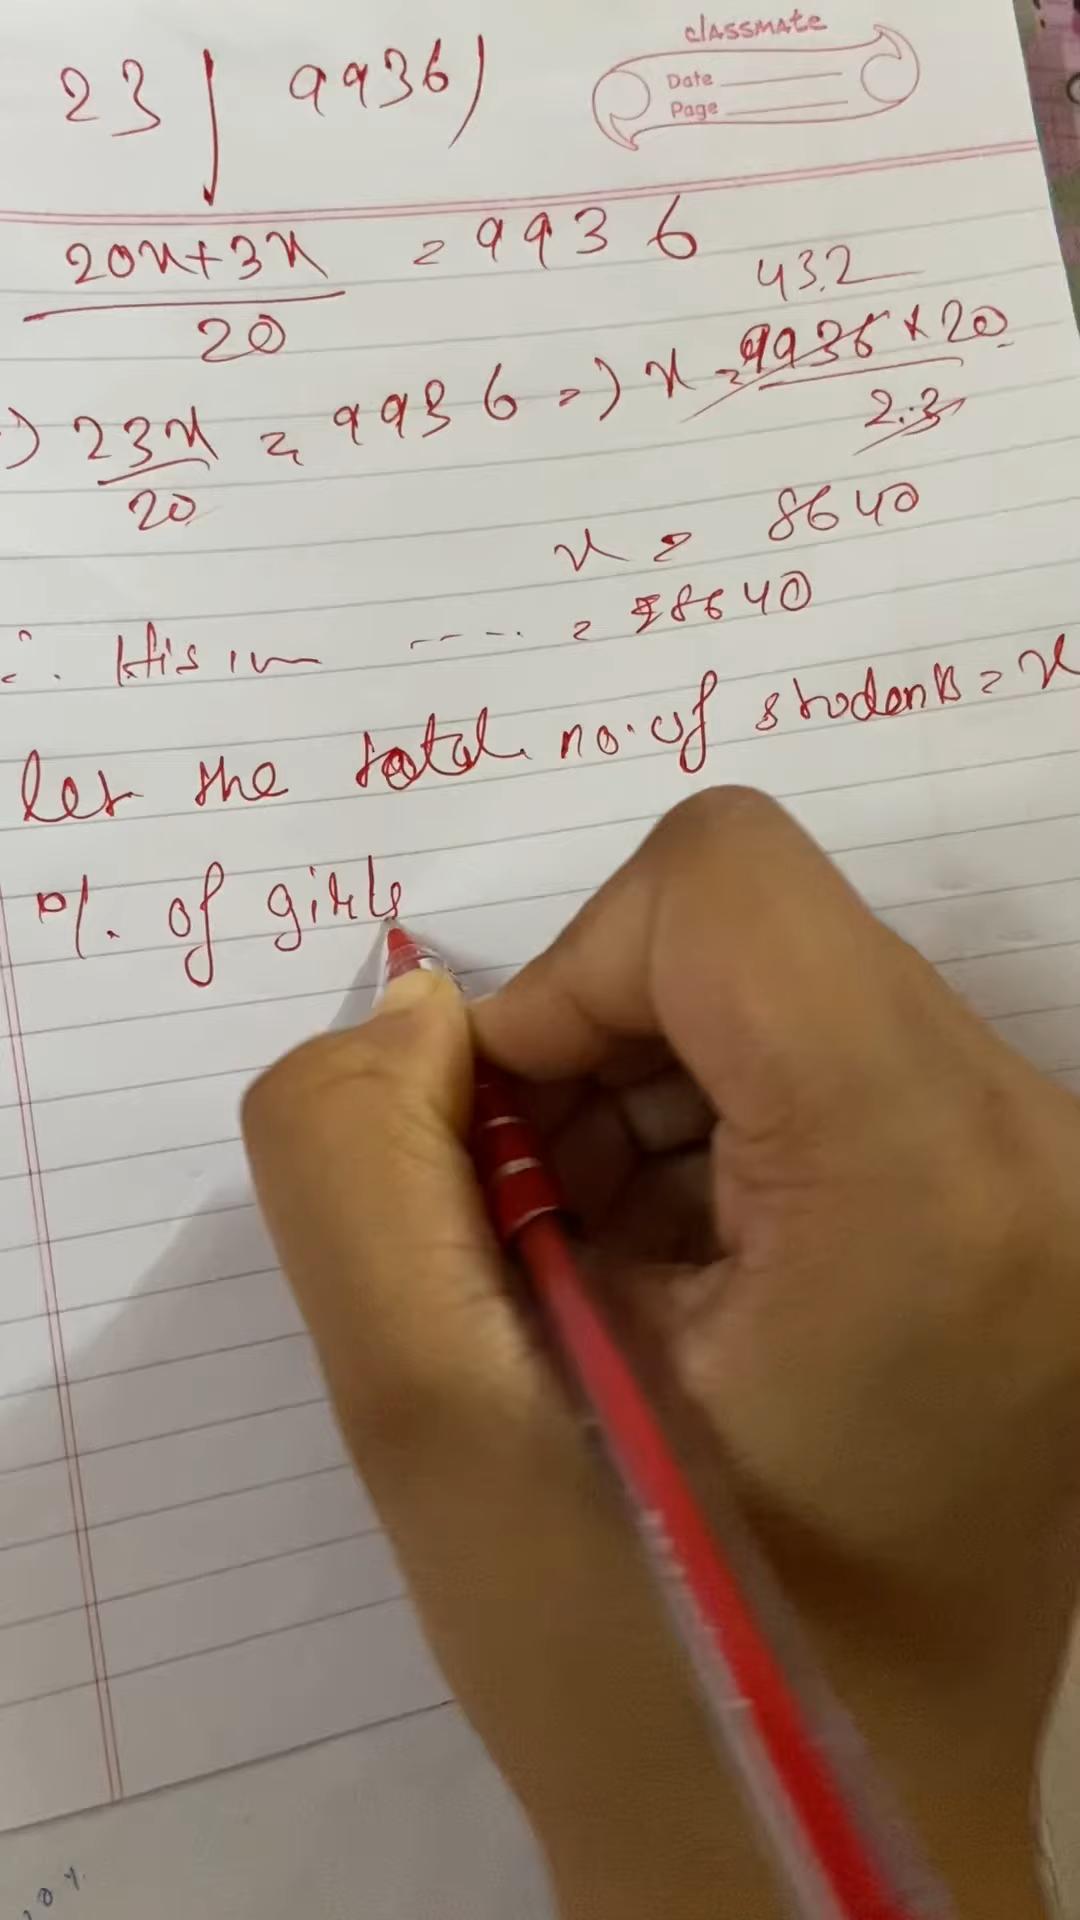 classmate
Date
Page
23 ) 9936 )
20x+3x / 20 = 9936
⇒ 23x / 20 = 9936 ⇒ x = 9936 × 20 / 23
432
x = 8640
∴ His in ---- = ₹8640
let the total no. of students = x
% of girls